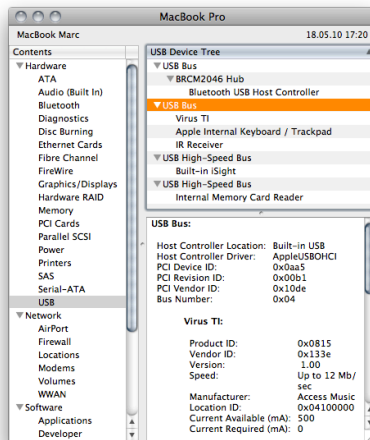 MacBook Pro
MacBook Marc
18.05.10 17:20
Contents
Hardware
ATA
Audio (Built In)
Bluetooth
Diagnostics
Disc Burning
Ethernet Cards
Fibre Channel
FireWire
Graphics/Displays
Hardware RAID
Memory
PCI Cards
Parallel SCSI
Power
Printers
SAS
Serial-ATA
USB
Network
AirPort
Firewall
Locations
Modems
Volumes
WWAN
Software
Applications
Developer
USB Device Tree
USB Bus
BRCM2046 Hub
Bluetooth USB Host Controller
USB Bus
Virus TI
Apple Internal Keyboard / Trackpad
IR Receiver
USB High-Speed Bus
Built-in iSight
USB High-Speed Bus
Internal Memory Card Reader
USB Bus:
Host Controller Location: Built-in USB
Host Controller Driver: AppleUSBOHCI
PCI Device ID: 0x0aa5
PCI Revision ID: 0x00b1
PCI Vendor ID: 0x10de
Bus Number: 0x04
Virus TI:
Product ID: 0x0815
Vendor ID: 0x133e
Version: 1.00
Speed: Up to 12 Mb/
sec
Manufacturer: Access Music
Location ID: 0x04100000
Current Available (mA): 500
Current Required (mA): 0